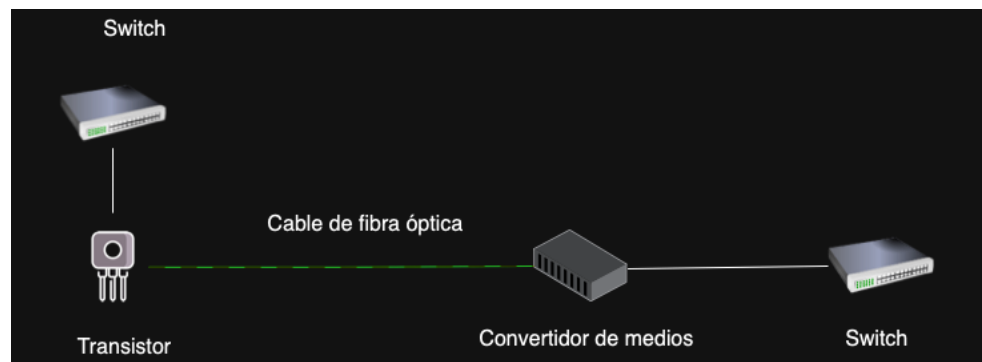 Switch
Cable de fibra óptica
Transistor
Convertidor de medios
Switch